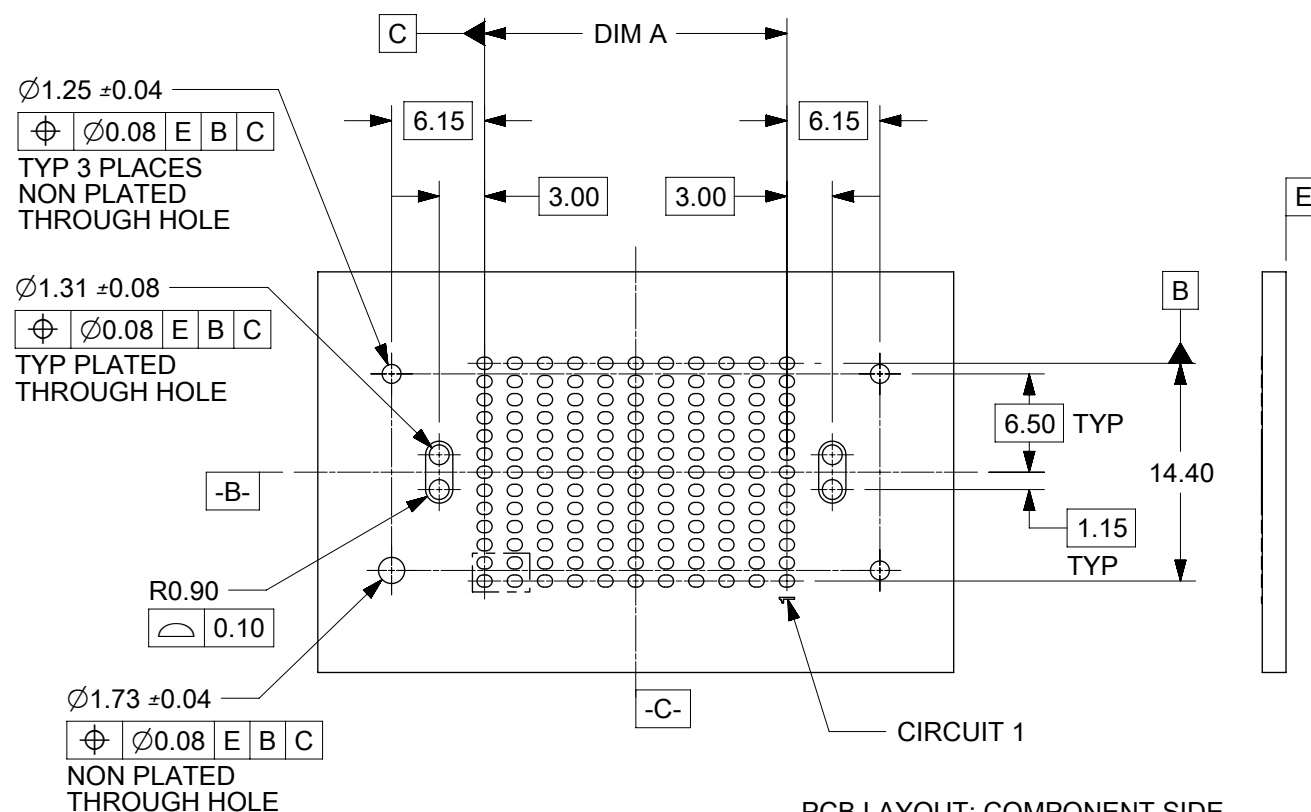 C
DIM A
Ø1.25 ±0.04
⌖ Ø0.08 E B C
TYP 3 PLACES
NON PLATED
THROUGH HOLE
6.15
6.15
3.00
3.00
E
Ø1.31 ±0.08
⌖ Ø0.08 E B C
TYP PLATED
THROUGH HOLE
B
6.50 TYP
14.40
-B-
1.15
TYP
R0.90
⌓ 0.10
Ø1.73 ±0.04
⌖ Ø0.08 E B C
NON PLATED
THROUGH HOLE
-C-
CIRCUIT 1
PCB LAYOUT: COMPONENT SIDE